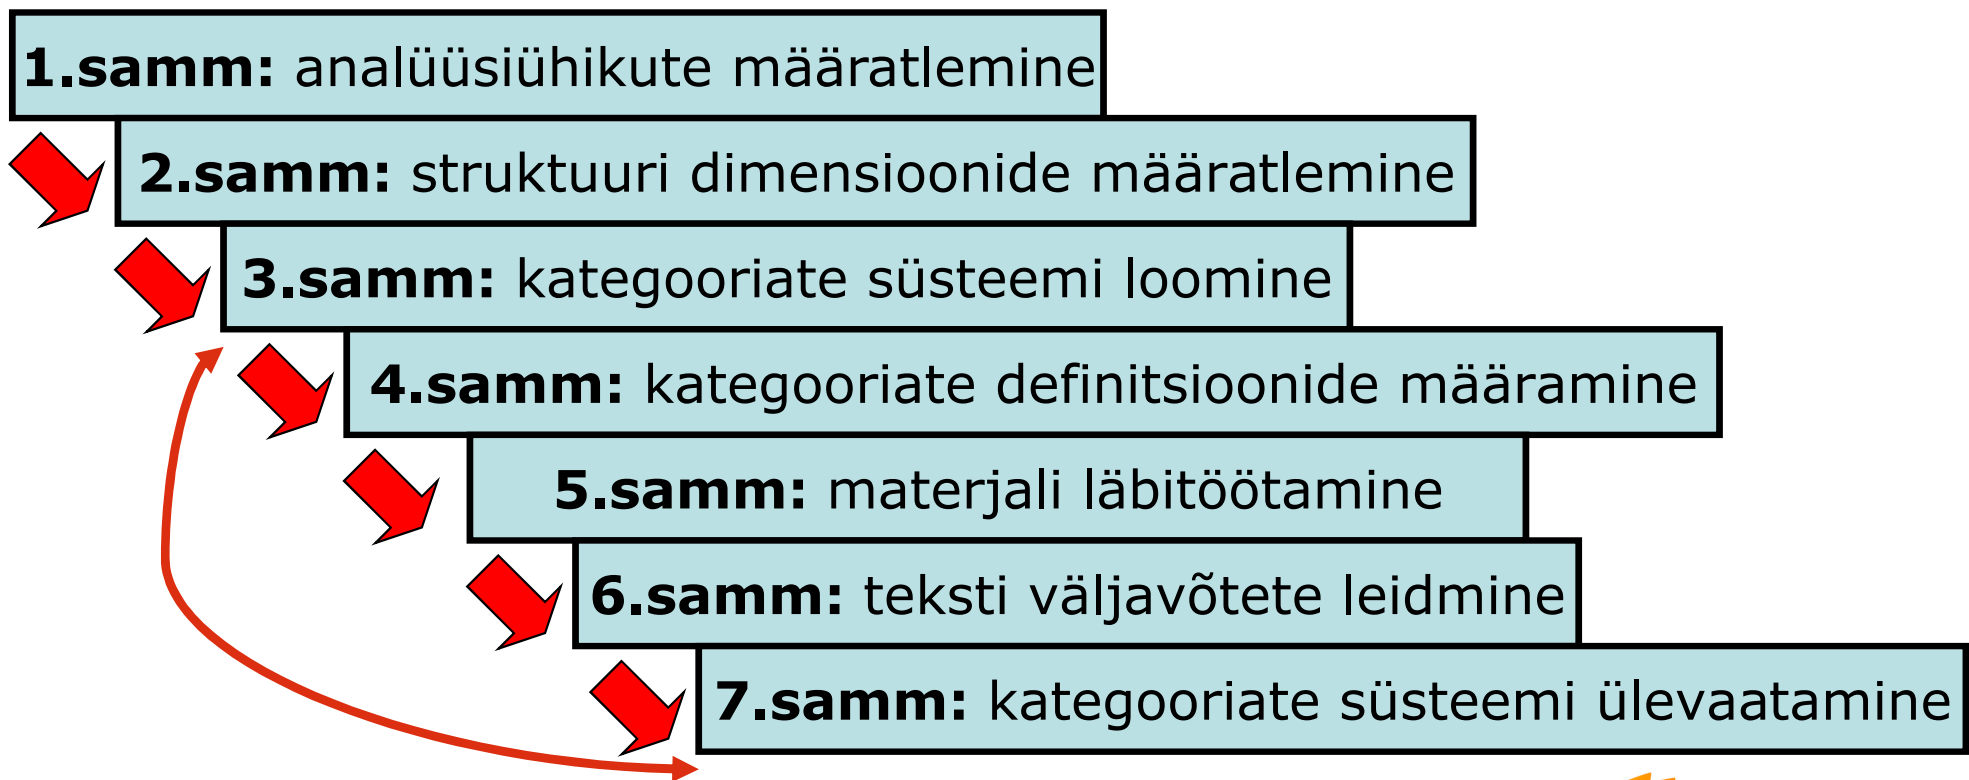 1.samm: analüüsiühikute määratlemine
2.samm: struktuuri dimensioonide määratlemine
3.samm: kategooriate süsteemi loomine
4.samm: kategooriate definitsioonide määramine
5.samm: materjali läbitöötamine
6.samm: teksti väljavõtete leidmine
7.samm: kategooriate süsteemi ülevaatamine